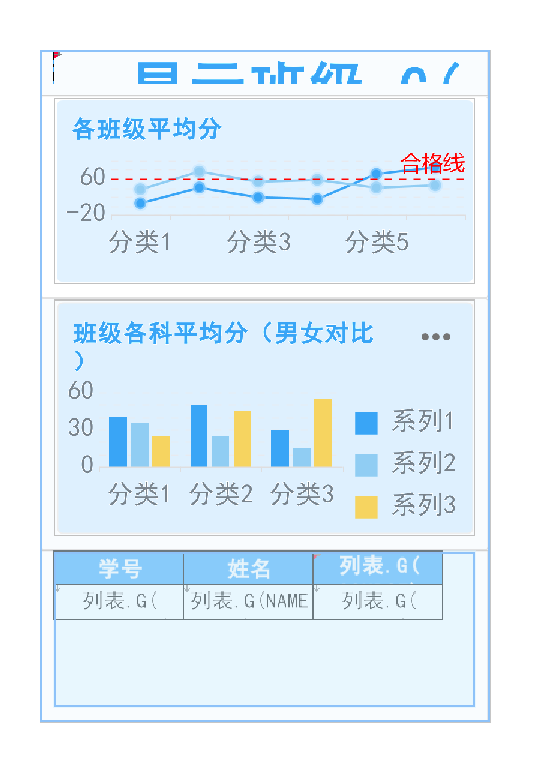 各班级平均分
合格线
60
-20
分类1 分类3 分类5
班级各科平均分（男女对比
）
60
30
0
分类1 分类2 分类3
系列1
系列2
系列3
学号 姓名 列表.G(
列表.G( 列表.G(NAME 列表.G(